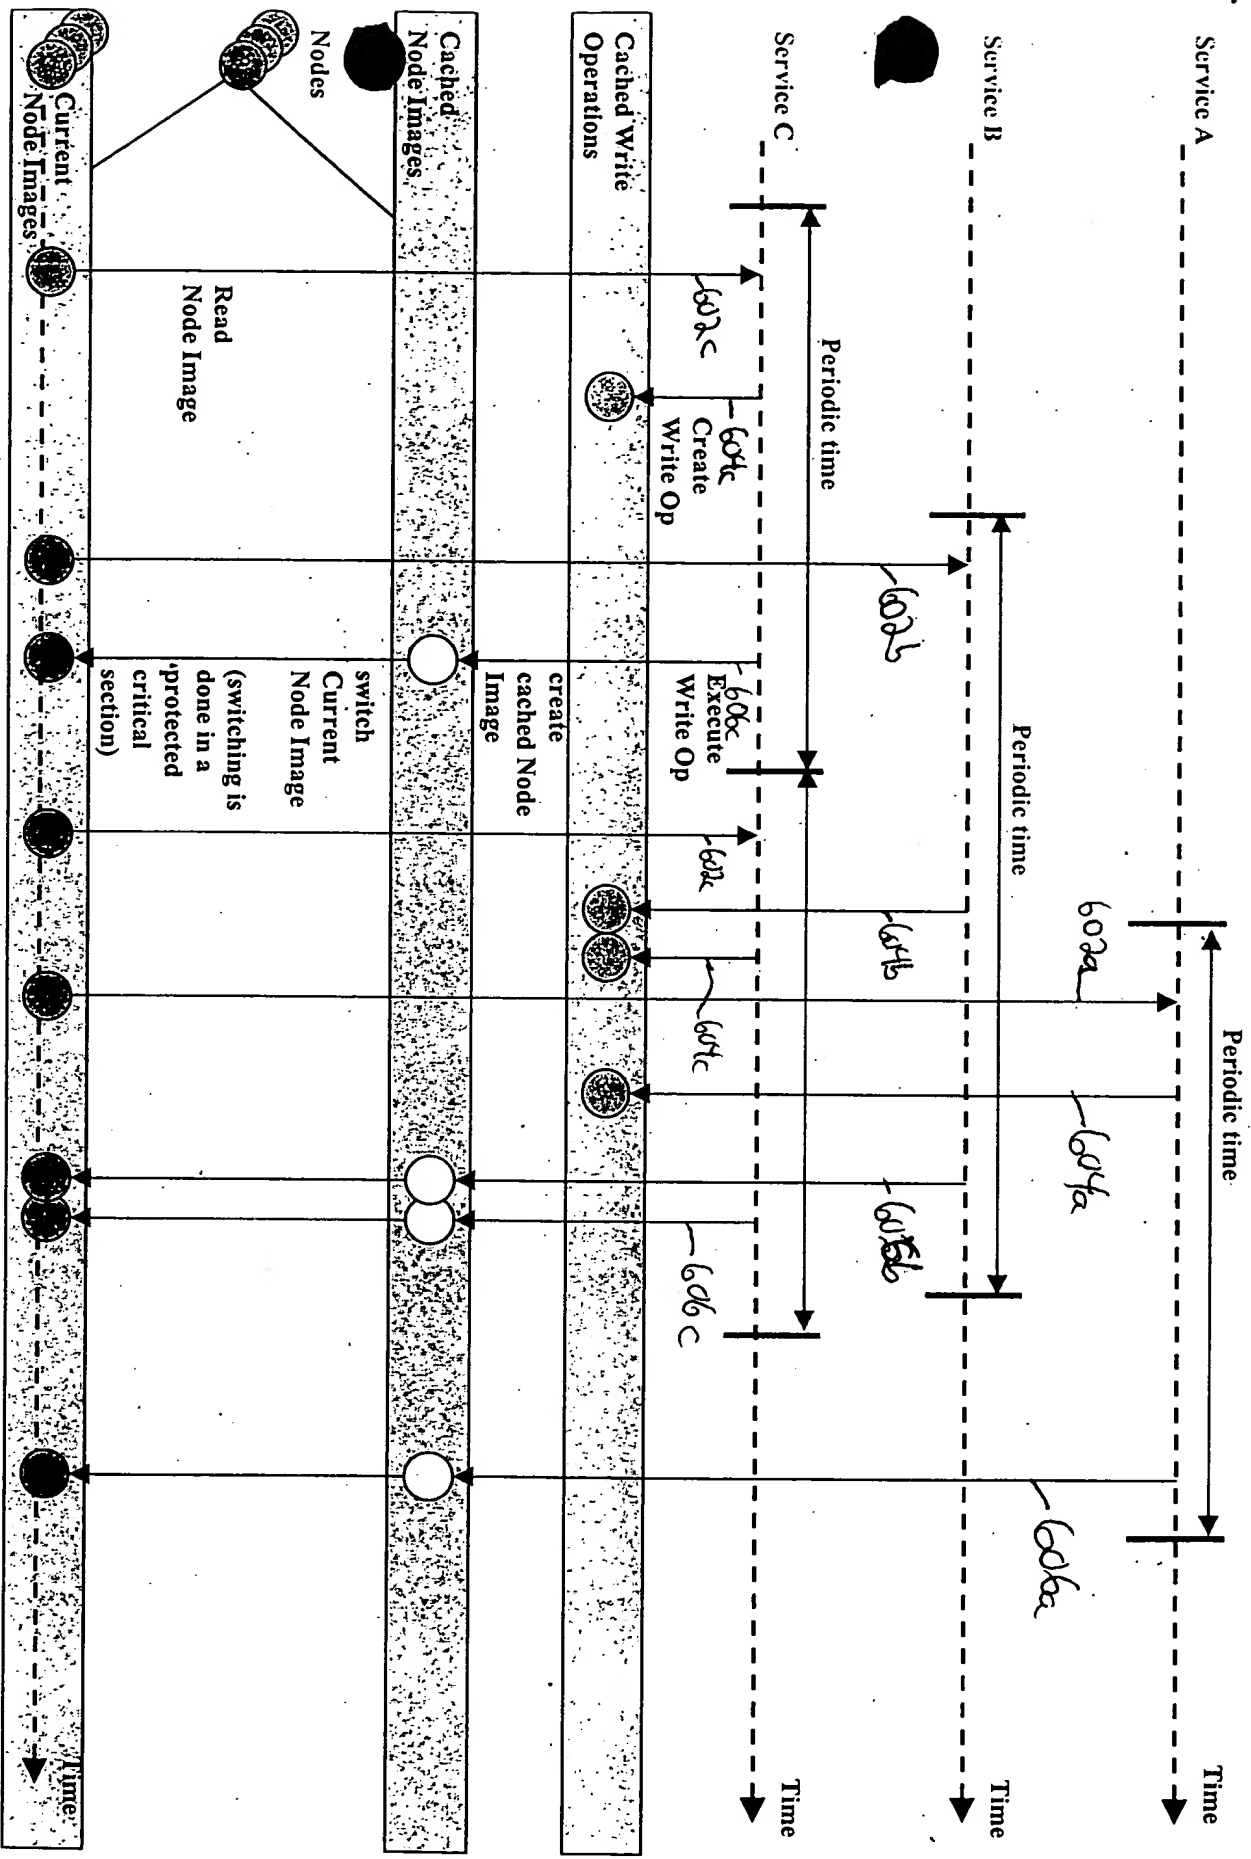 Service A
Time
Periodic time
602a
604a
606a
Service B
Time
Periodic time
602b
604b
Service C
Time
Periodic time
602c
604c
Create
Write Op
606c
Execute
Write Op
602c
604c
606c
Cached Write
Operations
create
cached Node
Image
Cached
Node Images
switch
Current
Node Image
(switching is
done in a
'protected
critical
section)
Nodes
Read
Node Image
Current
Node Images
Time